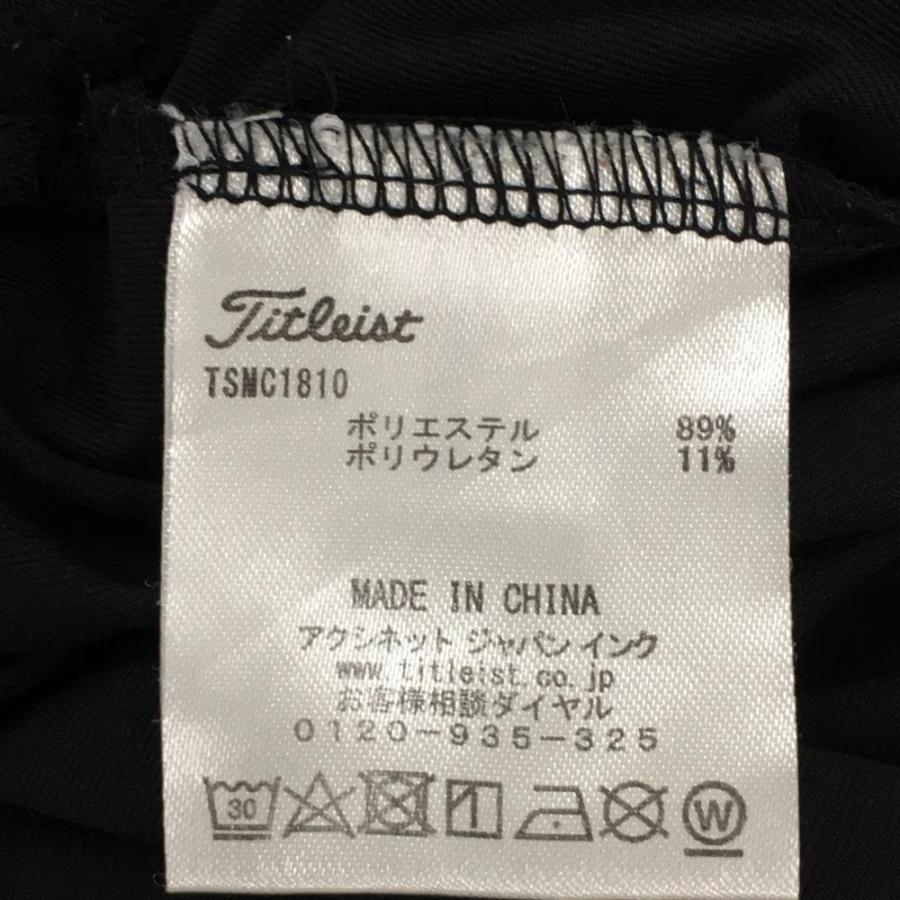 Titleist
TSMC1810
ポリエステル 89%
ポリウレタン 11%
MADE IN CHINA
アクシネット ジャパン インク
www.titleist.co.jp
お客様相談ダイヤル
0120-935-325
30
W